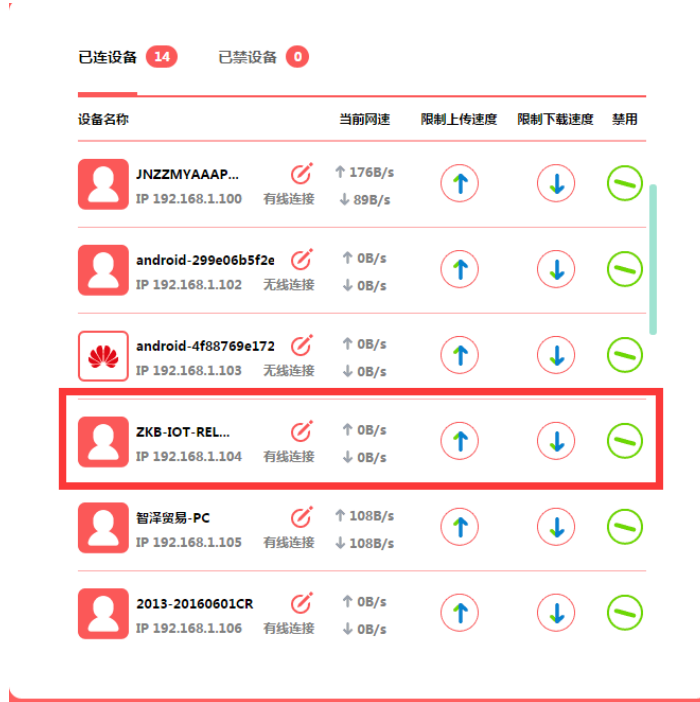 已连设备 14 已禁设备 0
设备名称 当前网速 限制上传速度 限制下载速度 禁用
JNZZMYAAAP... ↑ 176B/s
IP 192.168.1.100 有线连接 ↓ 89B/s
android-299e06b5f2e ↑ 0B/s
IP 192.168.1.102 无线连接 ↓ 0B/s
android-4f88769e172 ↑ 0B/s
IP 192.168.1.103 无线连接 ↓ 0B/s
ZKB-IOT-REL... ↑ 0B/s
IP 192.168.1.104 有线连接 ↓ 0B/s
智泽贸易-PC ↑ 108B/s
IP 192.168.1.105 有线连接 ↓ 108B/s
2013-20160601CR ↑ 0B/s
IP 192.168.1.106 有线连接 ↓ 0B/s